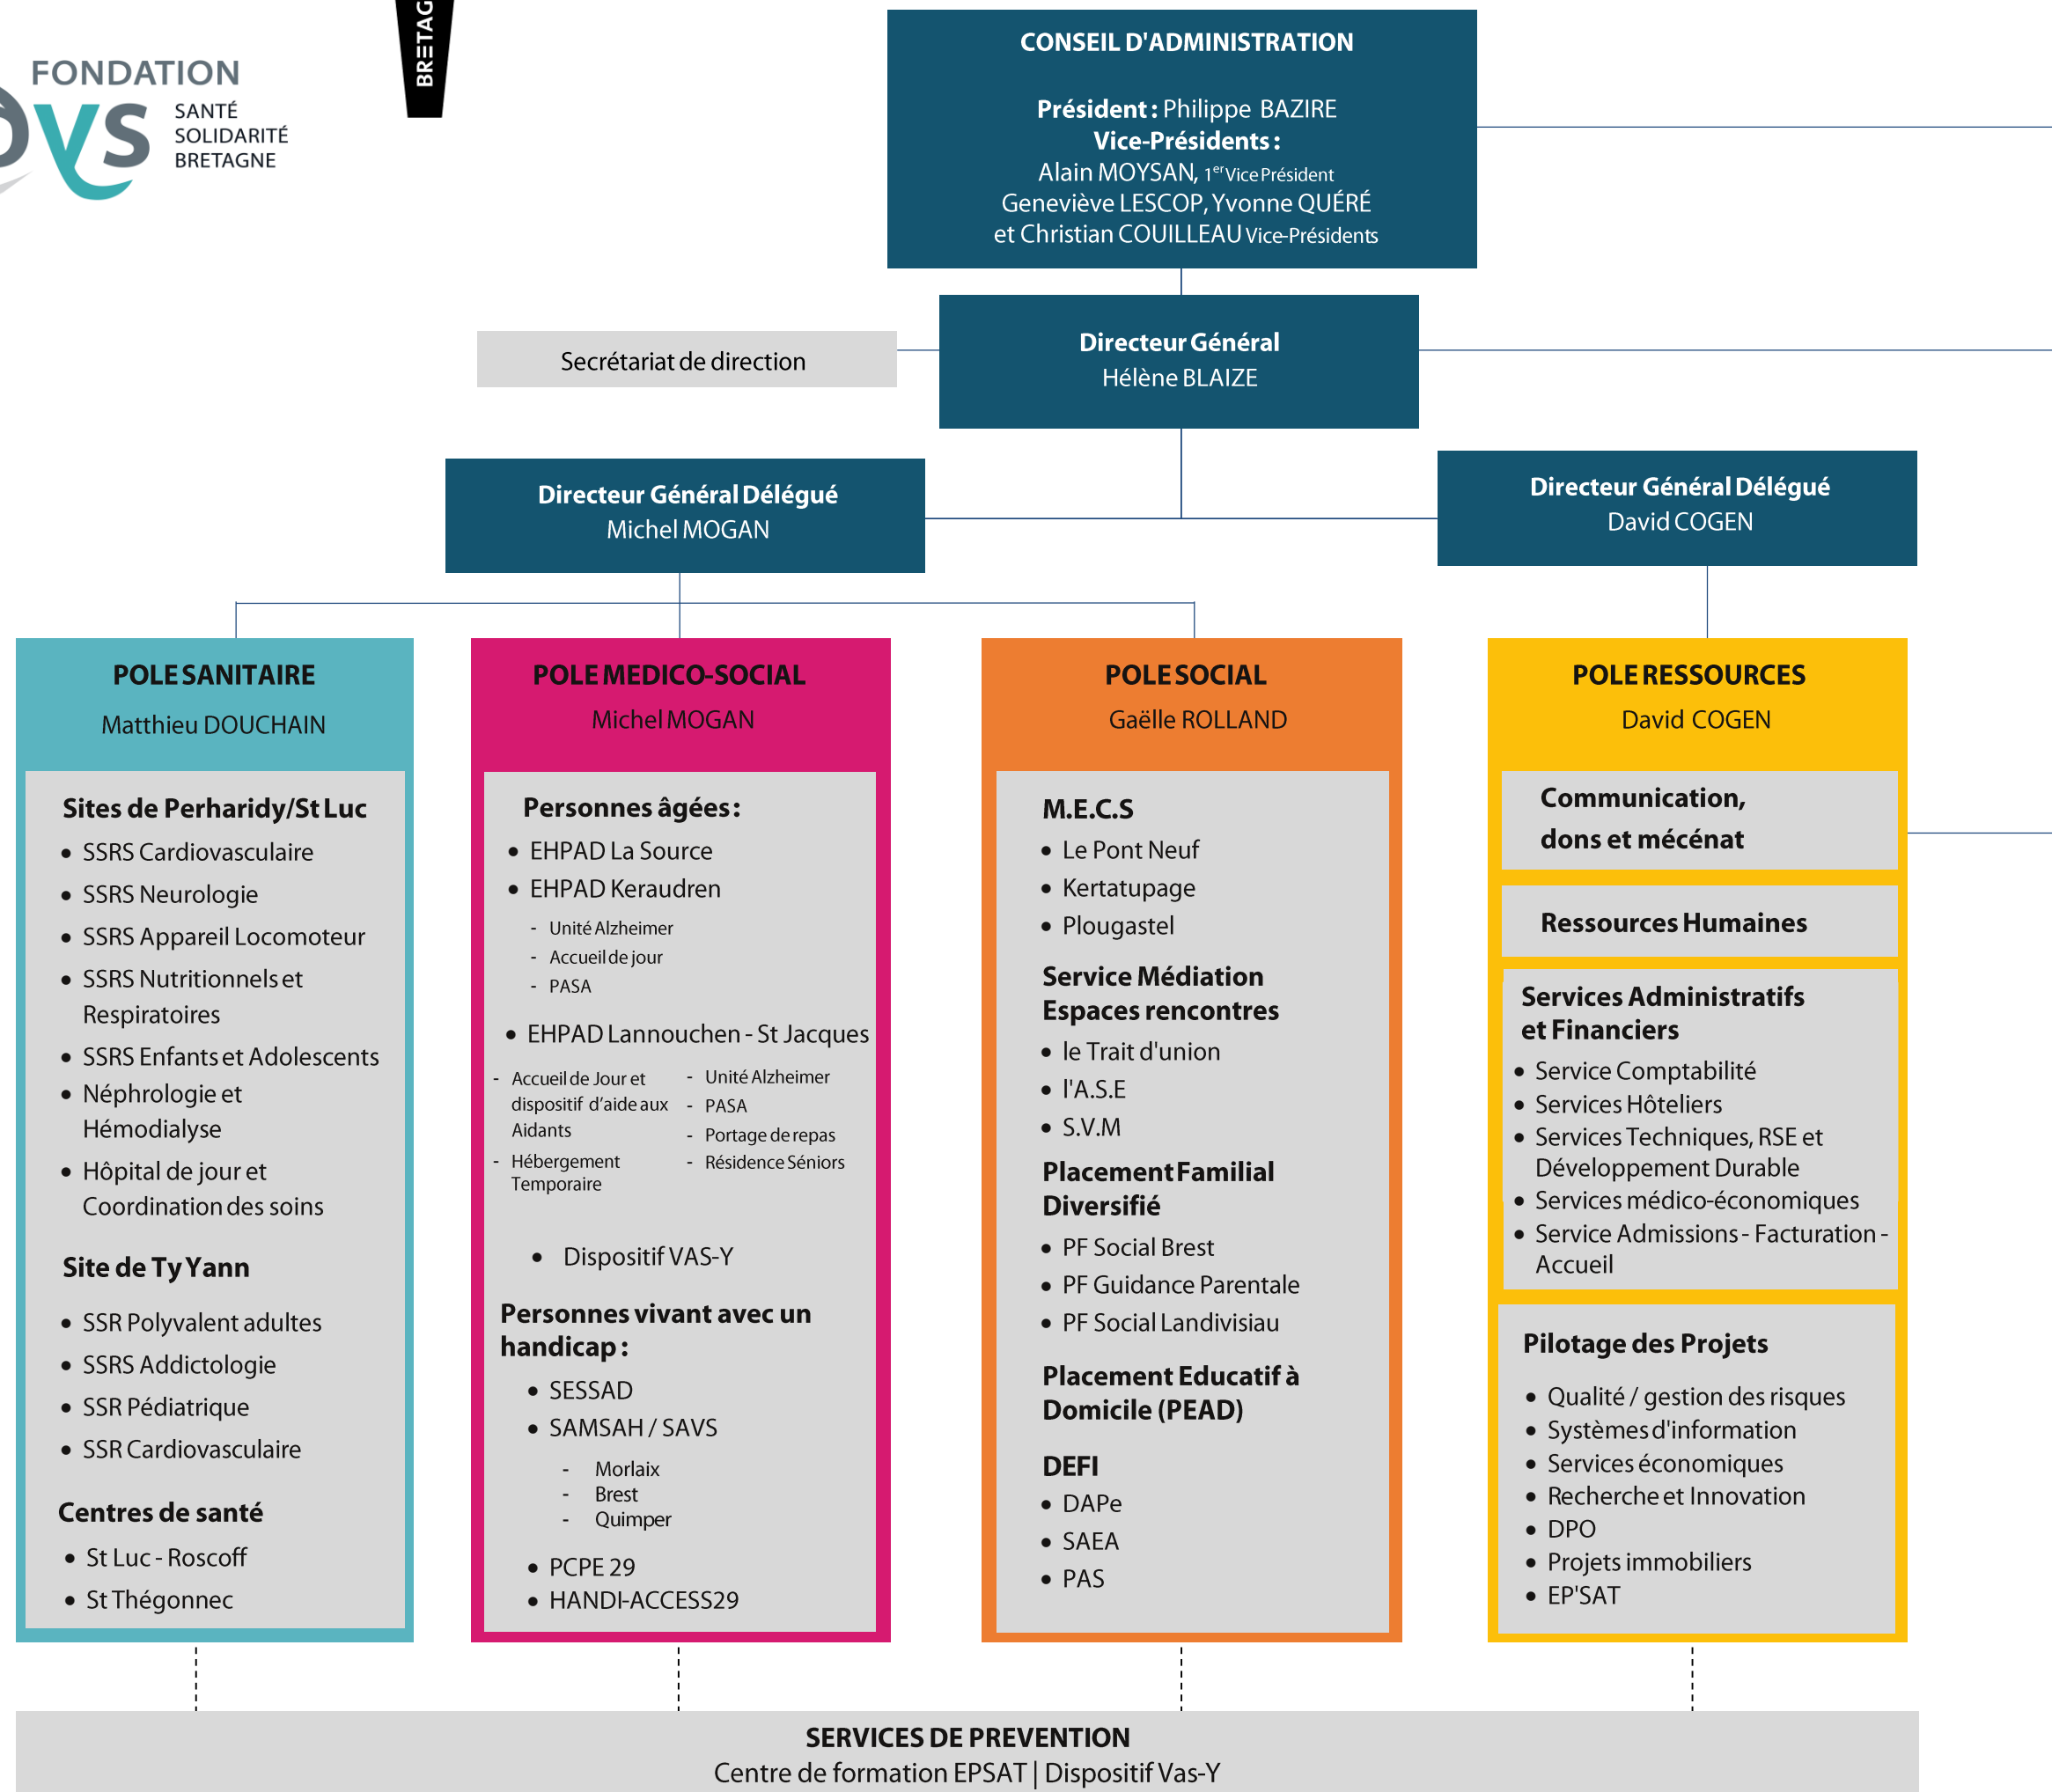 FONDATION
SANTÉ
SOLIDARITÉ
BRETAGNE
CONSEIL D'ADMINISTRATION
Président : Philippe BAZIRE
Vice-Présidents :
Alain MOYSAN, 1er Vice Président
Geneviève LESCOP, Yvonne QUÉRÉ
et Christian COUILLEAU Vice-Présidents
Secrétariat de direction
Directeur Général
Hélène BLAIZE
Directeur Général Délégué
Michel MOGAN
Directeur Général Délégué
David COGEN
POLE SANITAIRE
Matthieu DOUCHAIN
Sites de Perharidy/St Luc
• SSRS Cardiovasculaire
• SSRS Neurologie
• SSRS Appareil Locomoteur
• SSRS Nutritionnels et
Respiratoires
• SSRS Enfants et Adolescents
• Néphrologie et
Hémodialyse
• Hôpital de jour et
Coordination des soins
Site de Ty Yann
• SSR Polyvalent adultes
• SSRS Addictologie
• SSR Pédiatrique
• SSR Cardiovasculaire
Centres de santé
• St Luc - Roscoff
• St Thégonnec
POLE MEDICO-SOCIAL
Michel MOGAN
Personnes âgées :
• EHPAD La Source
• EHPAD Keraudren
- Unité Alzheimer
- Accueil de jour
- PASA
• EHPAD Lannouchen - St Jacques
- Accueil de Jour et
dispositif d’aide aux
Aidants
- Hébergement
Temporaire
- Unité Alzheimer
- PASA
- Portage de repas
- Résidence Séniors
• Dispositif VAS-Y
Personnes vivant avec un
handicap :
• SESSAD
• SAMSAH / SAVS
- Morlaix
- Brest
- Quimper
• PCPE 29
• HANDI-ACCESS29
POLE SOCIAL
Gaëlle ROLLAND
M.E.C.S
• Le Pont Neuf
• Kertatupage
• Plougastel
Service Médiation
Espaces rencontres
• le Trait d'union
• l'A.S.E
• S.V.M
Placement Familial
Diversifié
• PF Social Brest
• PF Guidance Parentale
• PF Social Landivisiau
Placement Educatif à
Domicile (PEAD)
DEFI
• DAPe
• SAEA
• PAS
POLE RESSOURCES
David COGEN
Communication,
dons et mécénat
Ressources Humaines
Services Administratifs
et Financiers
• Service Comptabilité
• Services Hôteliers
• Services Techniques, RSE et
Développement Durable
• Services médico-économiques
• Service Admissions - Facturation -
Accueil
Pilotage des Projets
• Qualité / gestion des risques
• Systèmes d'information
• Services économiques
• Recherche et Innovation
• DPO
• Projets immobiliers
• EP'SAT
SERVICES DE PREVENTION
Centre de formation EPSAT | Dispositif Vas-Y